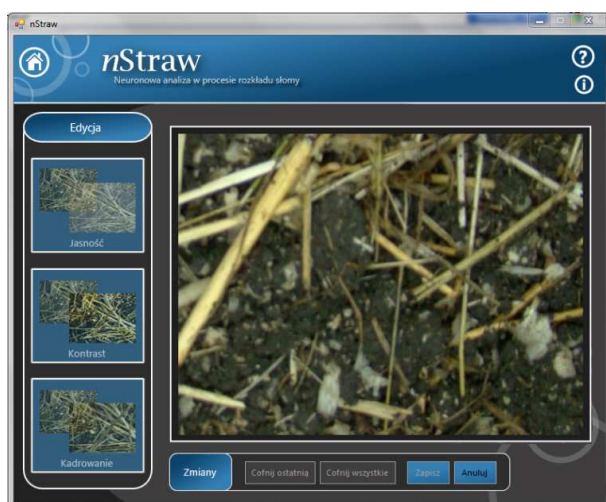 nStraw
nStraw
Neuronowa analiza w procesie rozkładu słomy
?
i
Edycja
Jasność
Kontrast
Kadrowanie
Zmiany
Cofnij ostatnią
Cofnij wszystkie
Zapisz
Anuluj